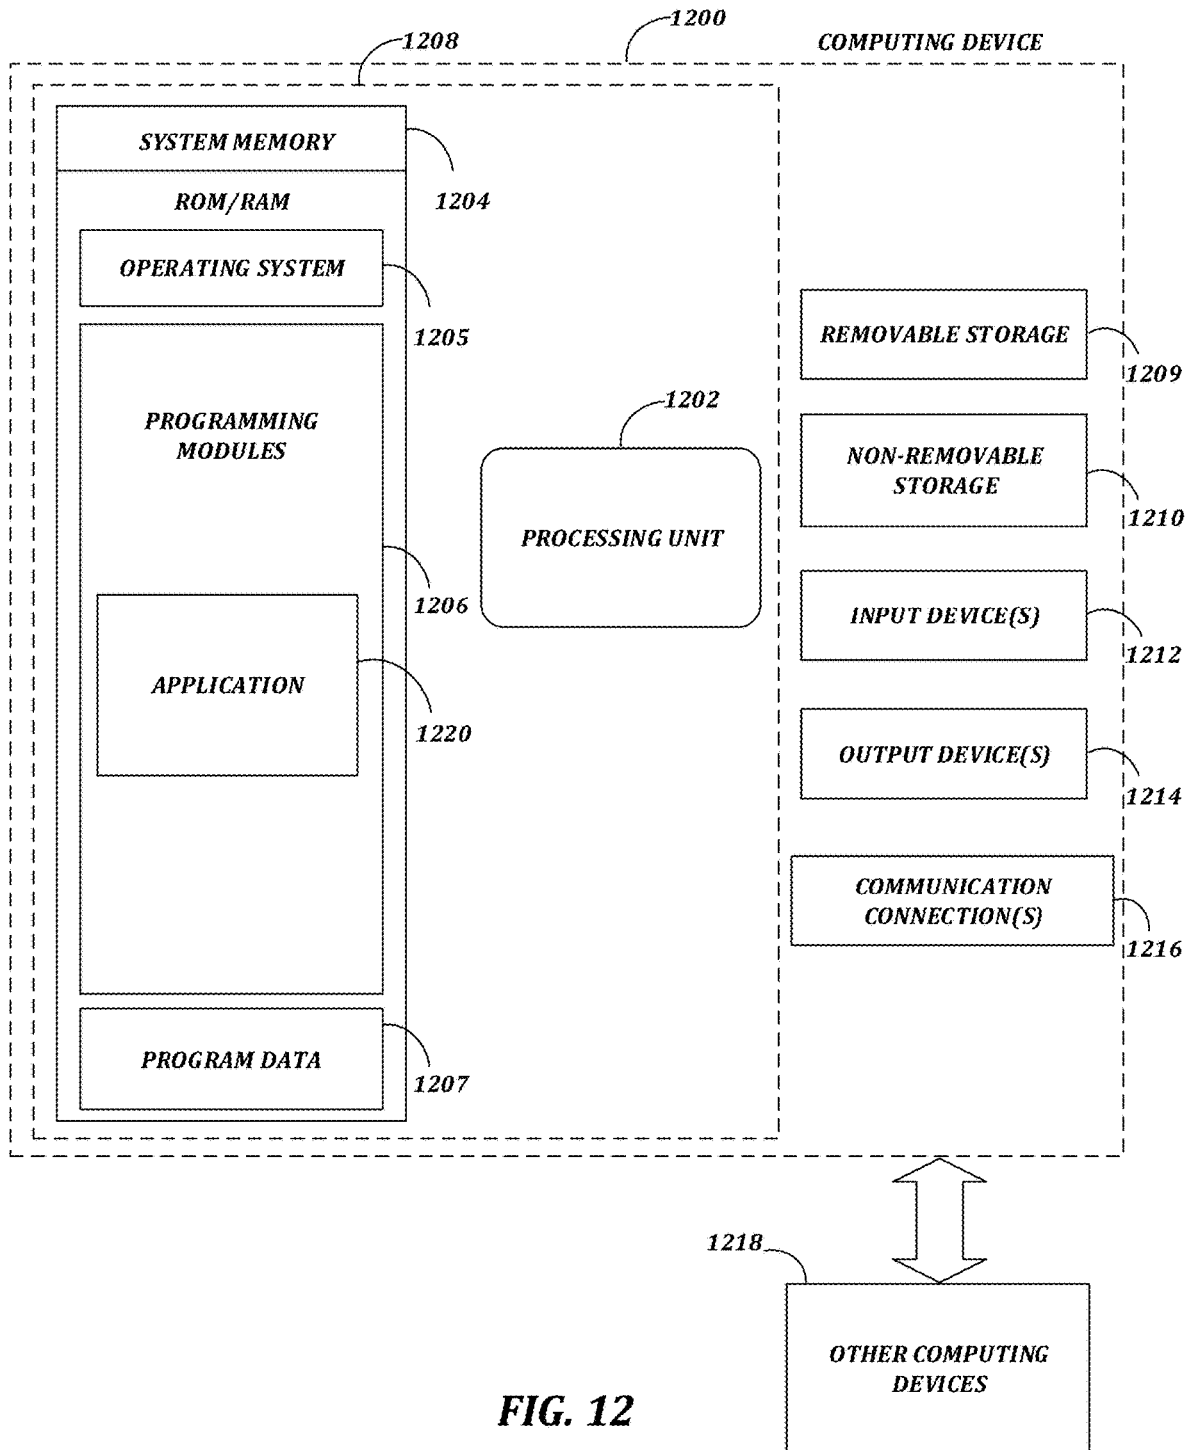 1200
COMPUTING DEVICE
1208
SYSTEM MEMORY
1204
ROM/RAM
OPERATING SYSTEM
1205
PROGRAMMING
MODULES
1206
APPLICATION
1220
PROGRAM DATA
1207
1202
PROCESSING UNIT
REMOVABLE STORAGE
1209
NON-REMOVABLE
STORAGE
1210
INPUT DEVICE(S)
1212
OUTPUT DEVICE(S)
1214
COMMUNICATION
CONNECTION(S)
1216
1218
OTHER COMPUTING
DEVICES
FIG. 12